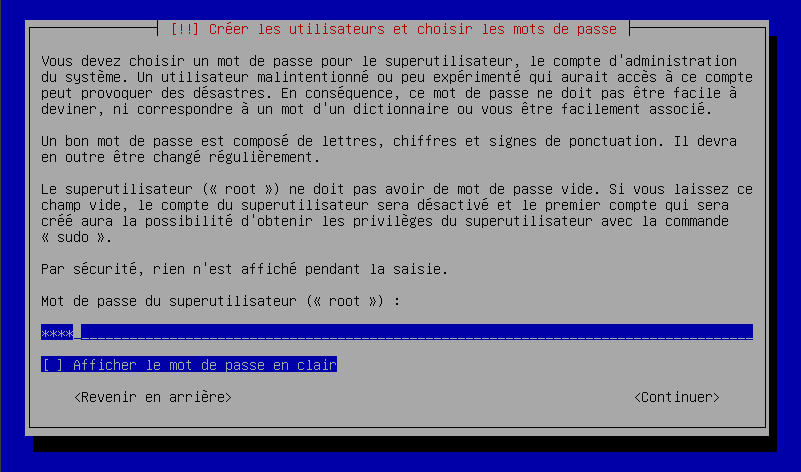 [!!] Créer les utilisateurs et choisir les mots de passe
Vous devez choisir un mot de passe pour le superutilisateur, le compte d'administration
du système. Un utilisateur malintentionné ou peu expérimenté qui aurait accès à ce compte
peut provoquer des désastres. En conséquence, ce mot de passe ne doit pas être facile à
deviner, ni correspondre à un mot d'un dictionnaire ou vous être facilement associé.
Un bon mot de passe est composé de lettres, chiffres et signes de ponctuation. Il devra
en outre être changé régulièrement.
Le superutilisateur (« root ») ne doit pas avoir de mot de passe vide. Si vous laissez ce
champ vide, le compte du superutilisateur sera désactivé et le premier compte qui sera
créé aura la possibilité d'obtenir les privilèges du superutilisateur avec la commande
« sudo ».
Par sécurité, rien n'est affiché pendant la saisie.
Mot de passe du superutilisateur (« root ») :
****
[ ] Afficher le mot de passe en clair
<Revenir en arrière> <Continuer>